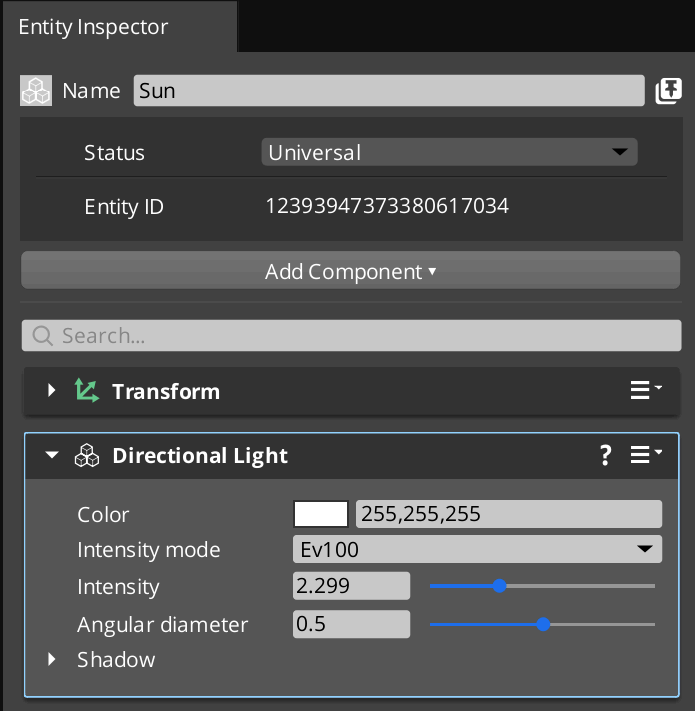 Entity Inspector
Name Sun
Status Universal
Entity ID 12393947373380617034
Add Component ▾
Search...
Transform
Directional Light ?
Color 255,255,255
Intensity mode Ev100
Intensity 2.299
Angular diameter 0.5
Shadow